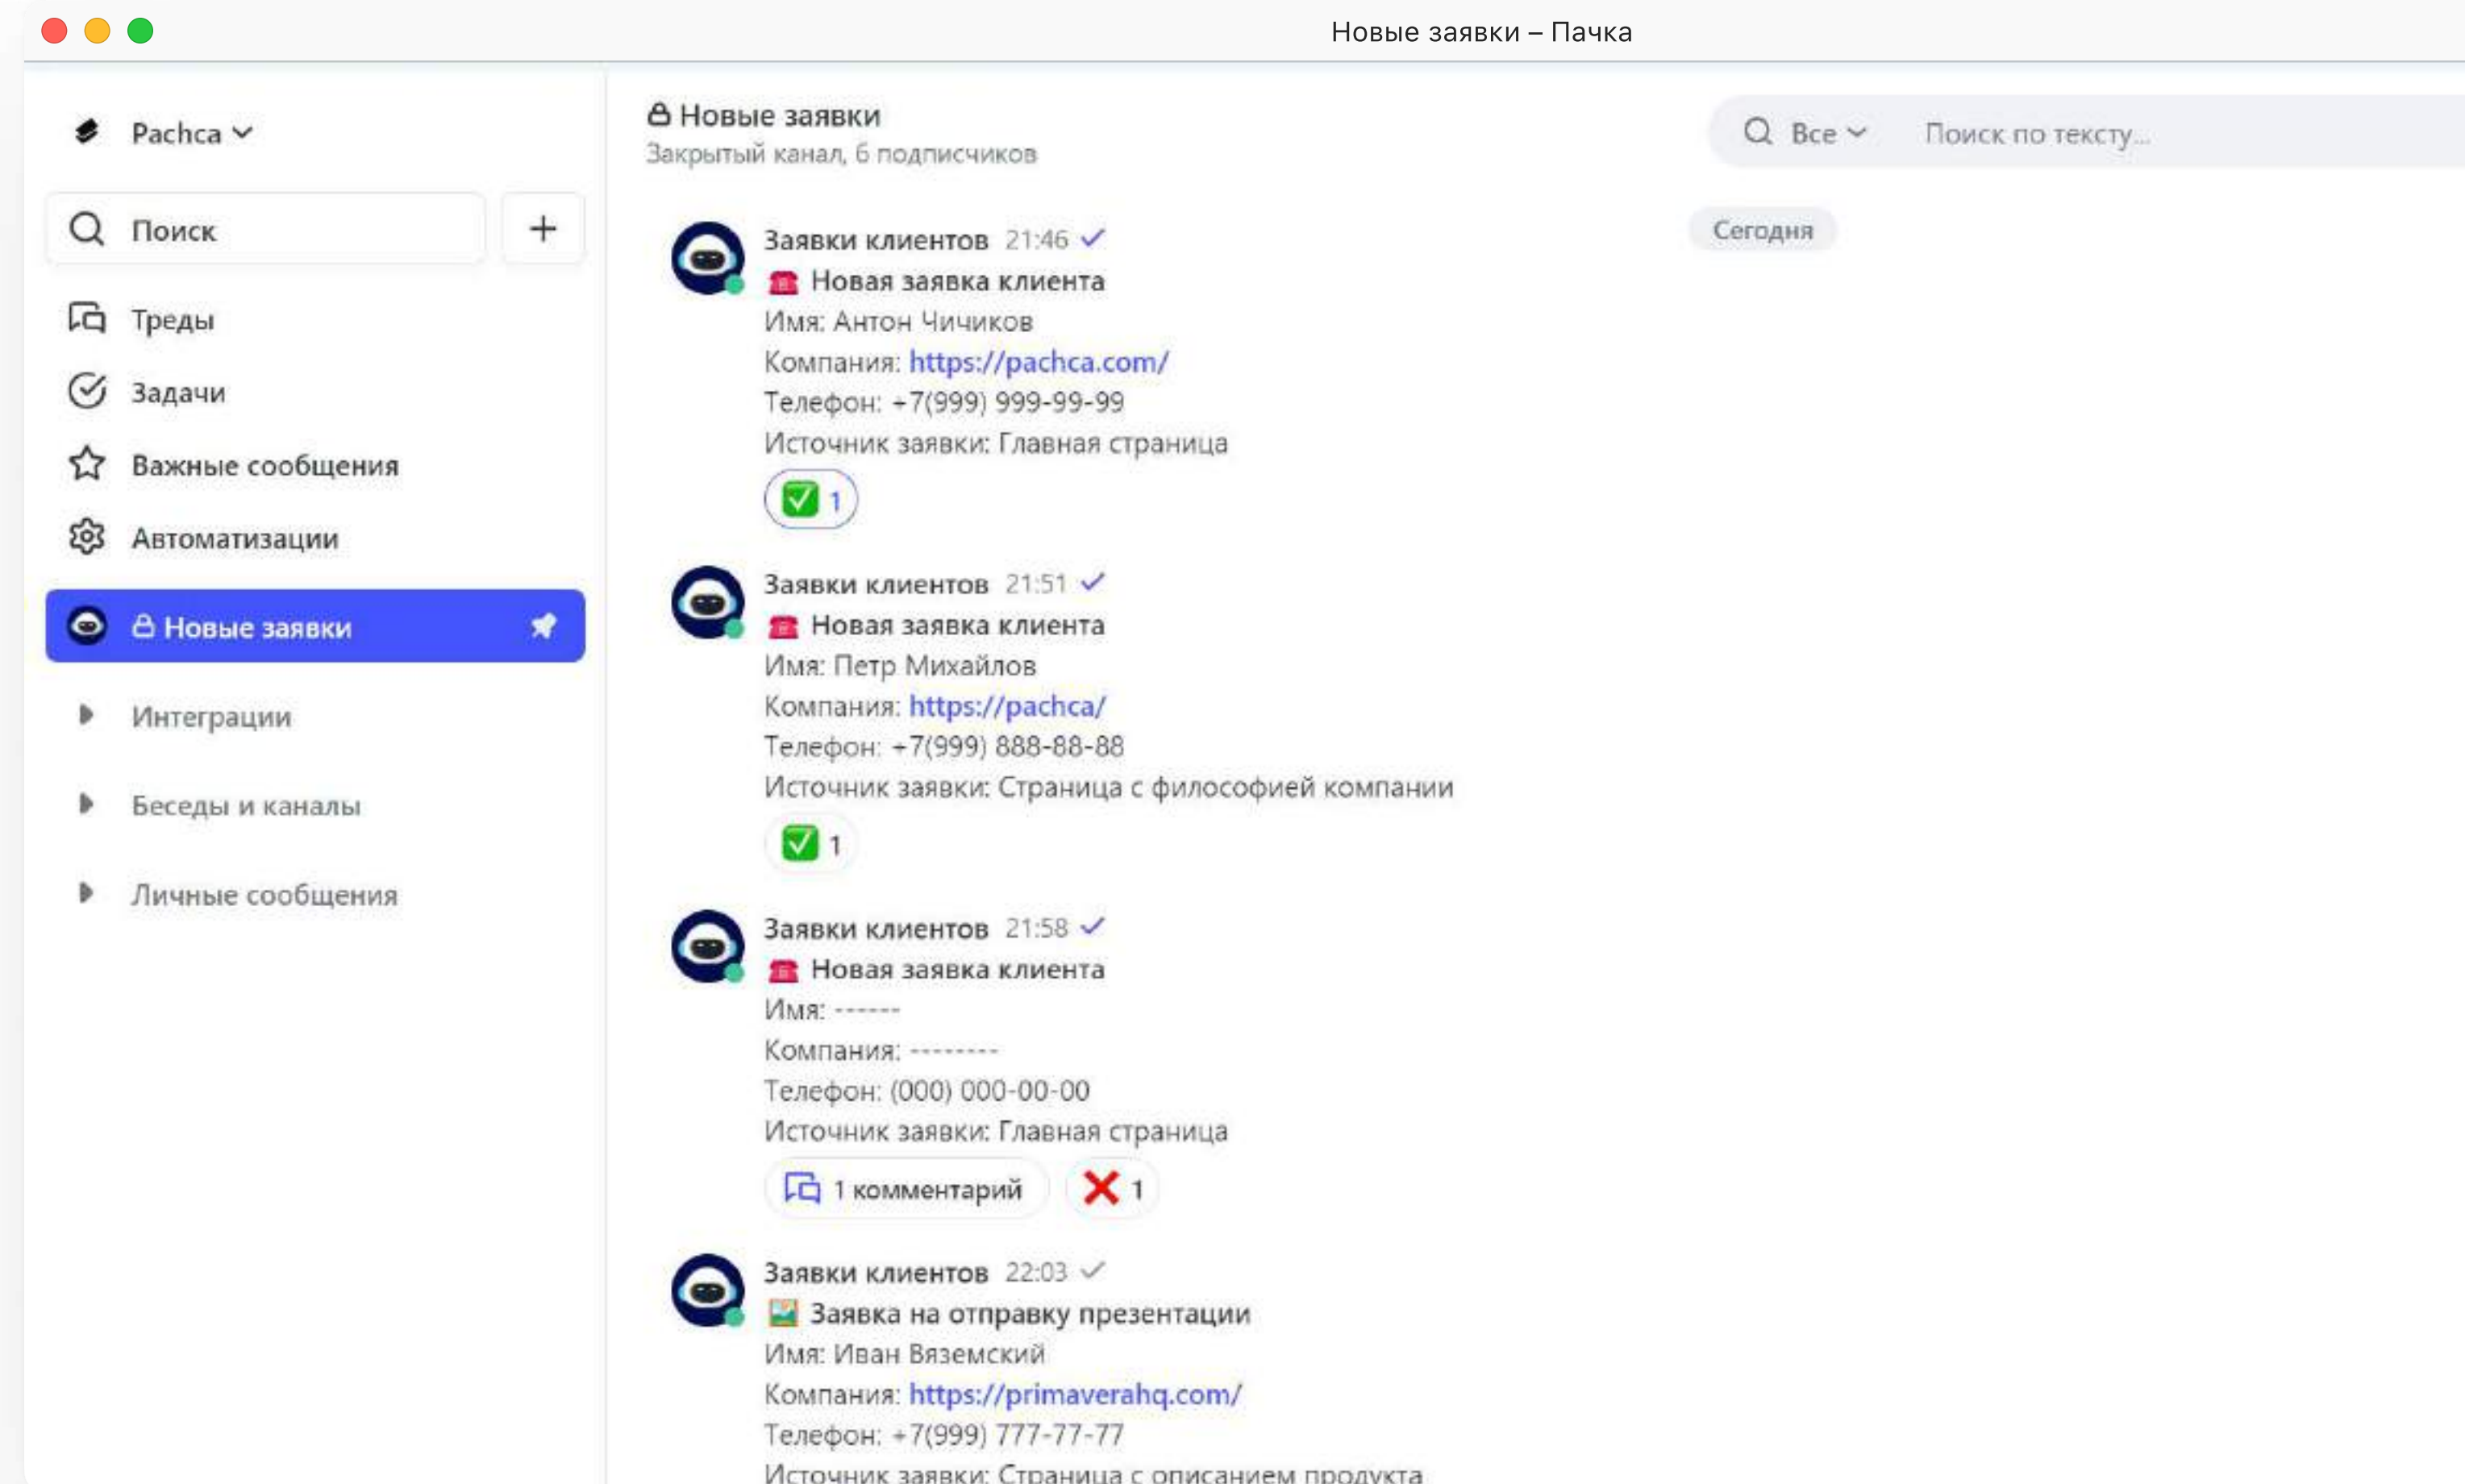 Новые заявки – Пачка
Pachca
Поиск
+
Треды
Задачи
Важные сообщения
Автоматизации
Новые заявки
Интеграции
Беседы и каналы
Личные сообщения
Новые заявки
Закрытый канал, 6 подписчиков
Все
Поиск по тексту...
Сегодня
Заявки клиентов 21:46
Новая заявка клиента
Имя: Антон Чичиков
Компания: https://pachca.com/
Телефон: +7(999) 999-99-99
Источник заявки: Главная страница
1
Заявки клиентов 21:51
Новая заявка клиента
Имя: Петр Михайлов
Компания: https://pachca/
Телефон: +7(999) 888-88-88
Источник заявки: Страница с философией компании
1
Заявки клиентов 21:58
Новая заявка клиента
Имя: ------
Компания: --------
Телефон: (000) 000-00-00
Источник заявки: Главная страница
1 комментарий
1
Заявки клиентов 22:03
Заявка на отправку презентации
Имя: Иван Вяземский
Компания: https://primaverahq.com/
Телефон: +7(999) 777-77-77
Источник заявки: Страница с описанием продукта